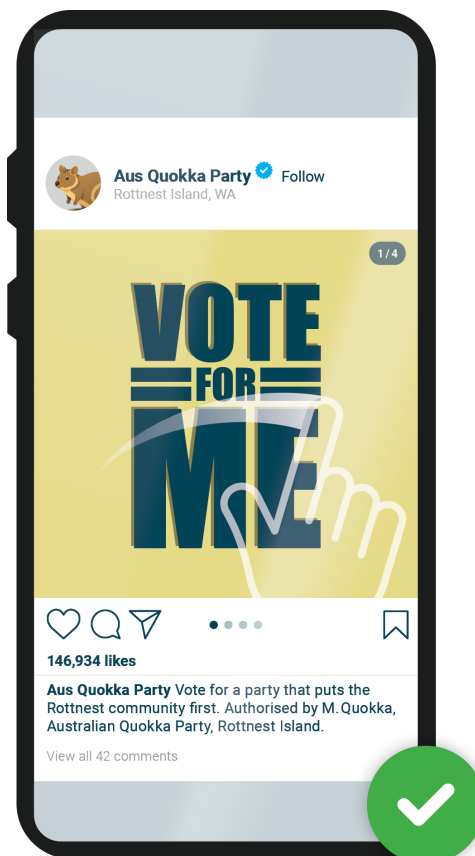 Aus Quokka Party Follow
Rottnest Island, WA
1/4
VOTE
FOR
ME
146,934 likes
Aus Quokka Party Vote for a party that puts the
Rottnest community first. Authorised by M.Quokka,
Australian Quokka Party, Rottnest Island.
View all 42 comments